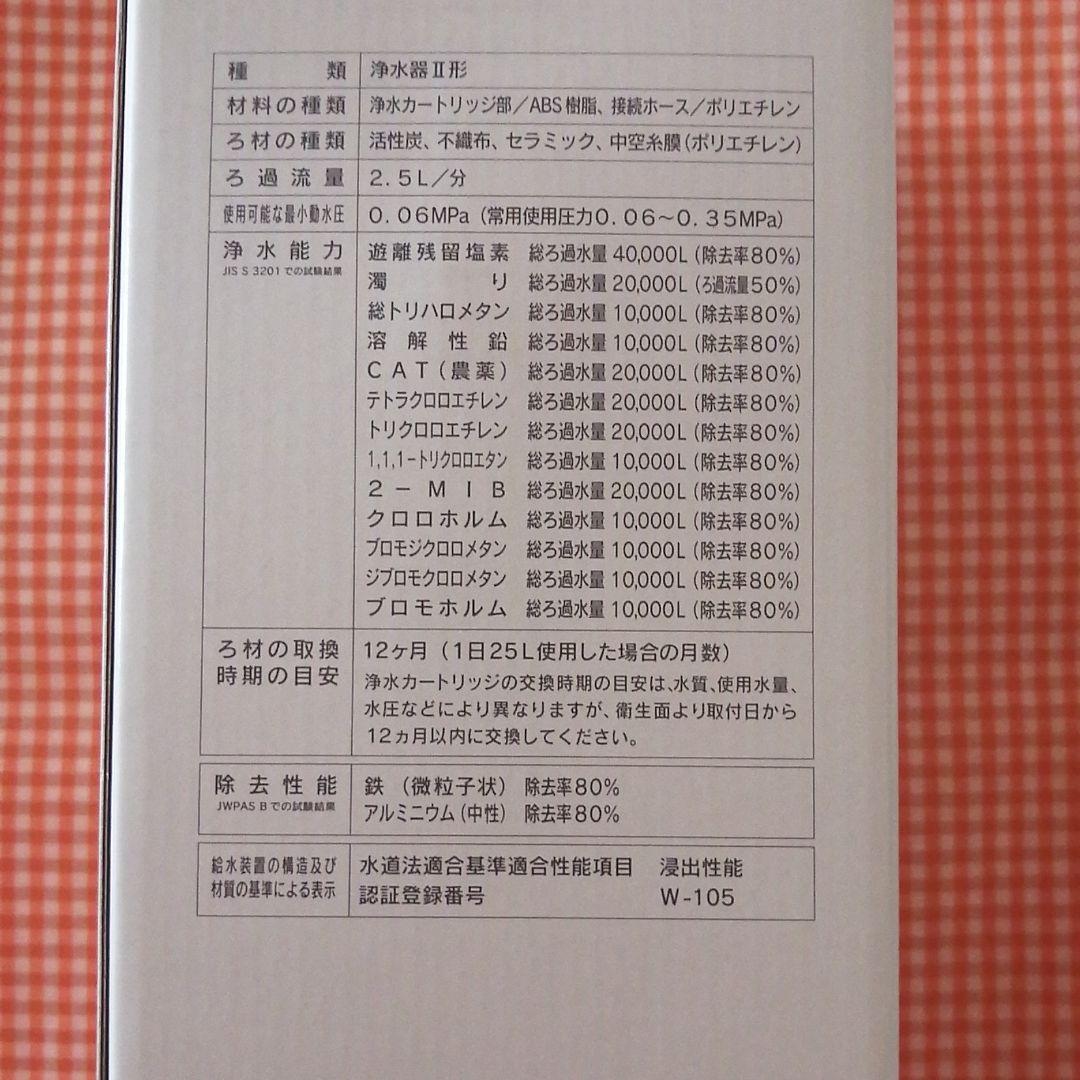 種類 浄水器Ⅱ形
材料の種類 浄水カートリッジ部／ABS樹脂、接続ホース／ポリエチレン
ろ材の種類 活性炭、不織布、セラミック、中空糸膜(ポリエチレン)
ろ過流量 2.5L／分
使用可能な最小動水圧 0.06MPa（常用使用圧力0.06〜0.35MPa）
浄水能力 遊離残留塩素 総ろ過水量 40,000L (除去率80%)
JIS S 3201での試験結果
濁り 総ろ過水量 20,000L (ろ過流量50%)
総トリハロメタン 総ろ過水量 10,000L (除去率80%)
溶解性鉛 総ろ過水量 10,000L (除去率80%)
CAT(農薬) 総ろ過水量 20,000L (除去率80%)
テトラクロロエチレン 総ろ過水量 20,000L (除去率80%)
トリクロロエチレン 総ろ過水量 20,000L (除去率80%)
1,1,1-トリクロロエタン 総ろ過水量 10,000L (除去率80%)
2-MIB 総ろ過水量 20,000L (除去率80%)
クロロホルム 総ろ過水量 10,000L (除去率80%)
ブロモジクロロメタン 総ろ過水量 10,000L (除去率80%)
ジブロモクロロメタン 総ろ過水量 10,000L (除去率80%)
ブロモホルム 総ろ過水量 10,000L (除去率80%)
ろ材の取換 12ヶ月（1日25L使用した場合の月数）
時期の目安 浄水カートリッジの交換時期の目安は、水質、使用水量、
水圧などにより異なりますが、衛生面より取付日から
12ヵ月以内に交換してください。
除去性能 鉄（微粒子状） 除去率80%
JWPAS Bでの試験結果
アルミニウム(中性) 除去率80%
給水装置の構造及び 水道法適合基準適合性能項目 浸出性能
材質の基準による表示 認証登録番号 W-105